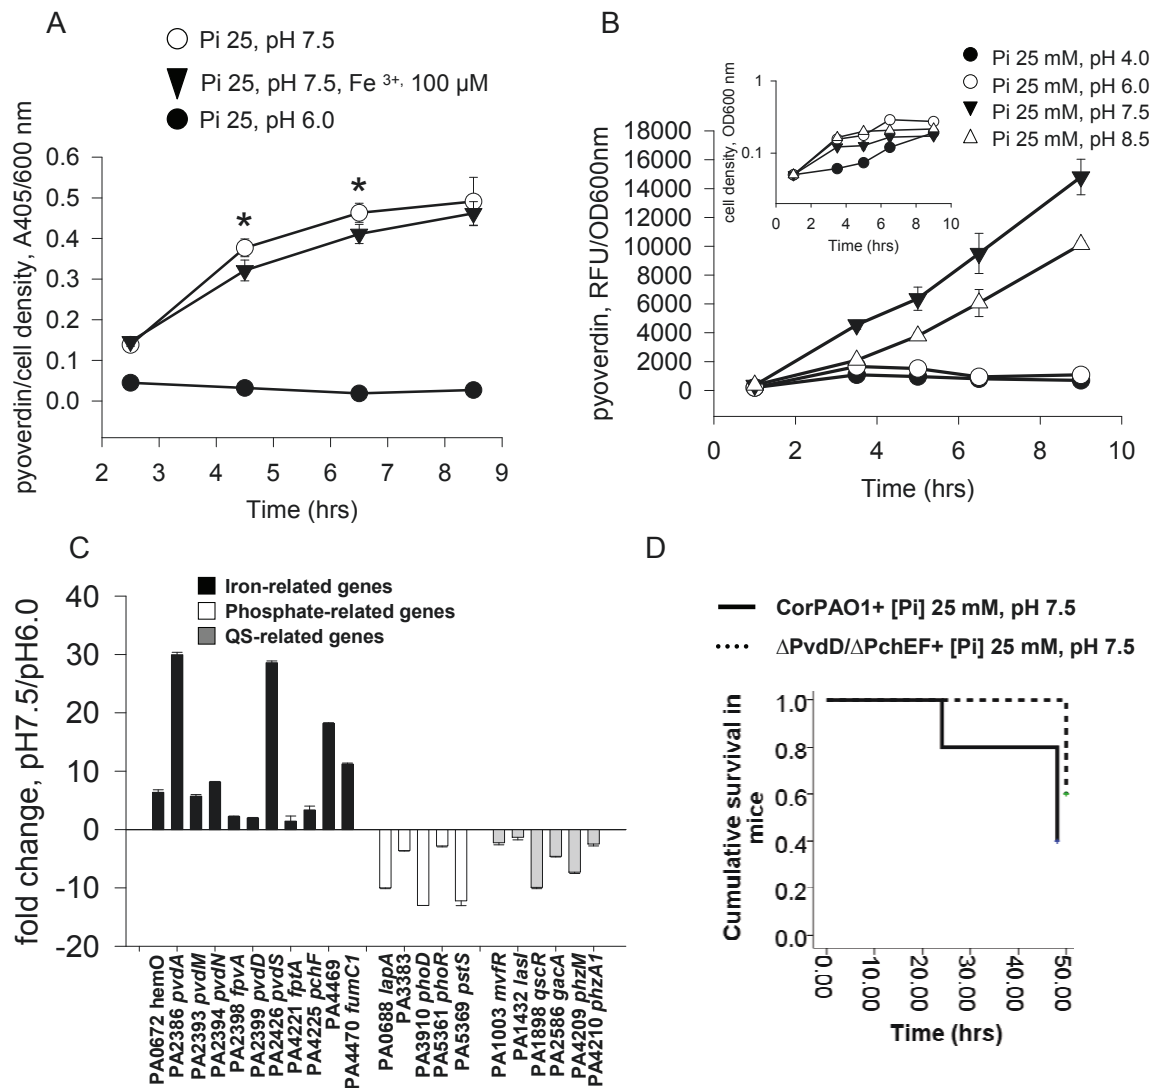 A
Pi 25, pH 7.5
Pi 25, pH 7.5, Fe 3+, 100 µM
Pi 25, pH 6.0
pyoverdin/cell density, A405/600 nm
0.6
0.5
0.4
0.3
0.2
0.1
0.0
*
*
2
3
4
5
6
7
8
9
Time (hrs)
B
Pi 25 mM, pH 4.0
Pi 25 mM, pH 6.0
Pi 25 mM, pH 7.5
Pi 25 mM, pH 8.5
cell density, OD600 nm
1
0.1
0 2 4 6 8 10
Time (hrs)
pyoverdin, RFU/OD600nm
18000
16000
14000
12000
10000
8000
6000
4000
2000
0
0 2 4 6 8 10
Time (hrs)
C
Iron-related genes
Phosphate-related genes
QS-related genes
fold change, pH7.5/pH6.0
40
30
20
10
0
-10
-20
PA0672 hemO
PA2386 pvdA
PA2393 pvdM
PA2394 pvdN
PA2398 fpvA
PA2399 pvdD
PA2426 pvdS
PA4221 fptA
PA4225 pchF
PA4469
PA4470 fumC1
PA0688 lapA
PA3383
PA3910 phoD
PA5361 phoR
PA5369 pstS
PA1003 mvfR
PA1432 lasI
PA1898 qscR
PA2586 gacA
PA4209 phzM
PA4210 phzA1
D
CorPAO1+ [Pi] 25 mM, pH 7.5
ΔPvdD/ΔPchEF+ [Pi] 25 mM, pH 7.5
Cumulative survival in
mice
1.0
0.8
0.6
0.4
0.2
0.0
0.00
10.00
20.00
30.00
40.00
50.00
Time (hrs)